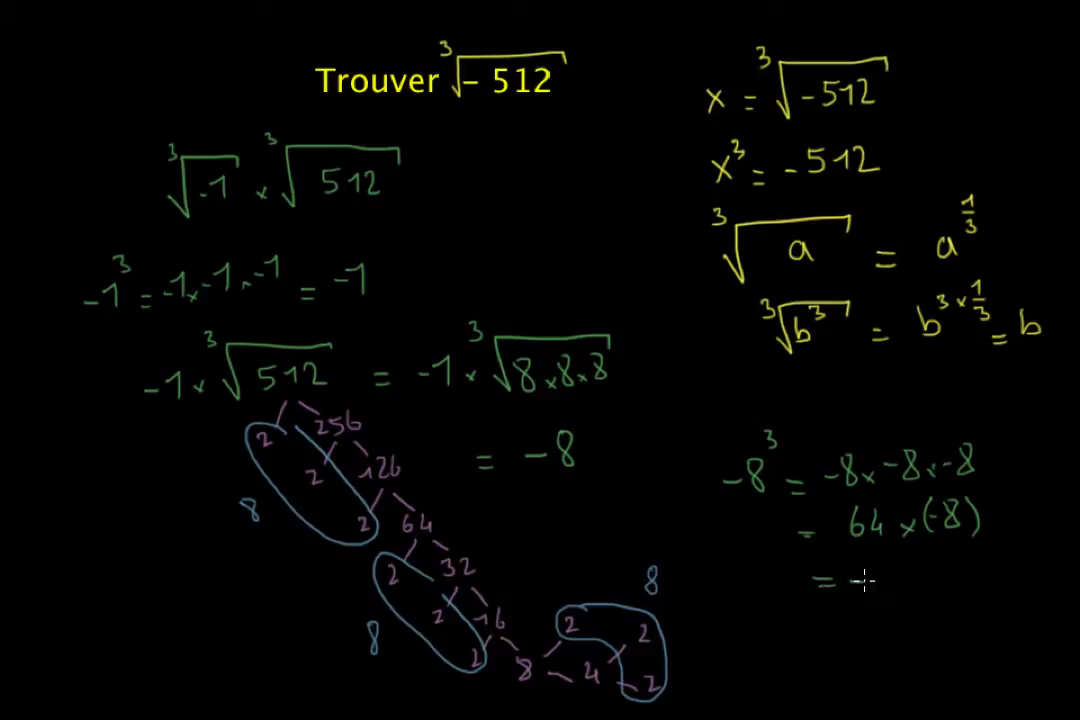 Trouver ∛-512
∛-1 × ∛512
-1³ = -1 × -1 × -1 = -1
-1 × ∛512 = -1 × ∛8×8×8
= -8
2 256
2 126
2 64
2 32
2 16
2 8
2 4
2 2
8
8
8
x = ∛-512
x³ = -512
∛a = a^1/3
∛b³ = b^3×1/3 = b
-8³ = -8 × -8 × -8
= 64 × (-8)
= -